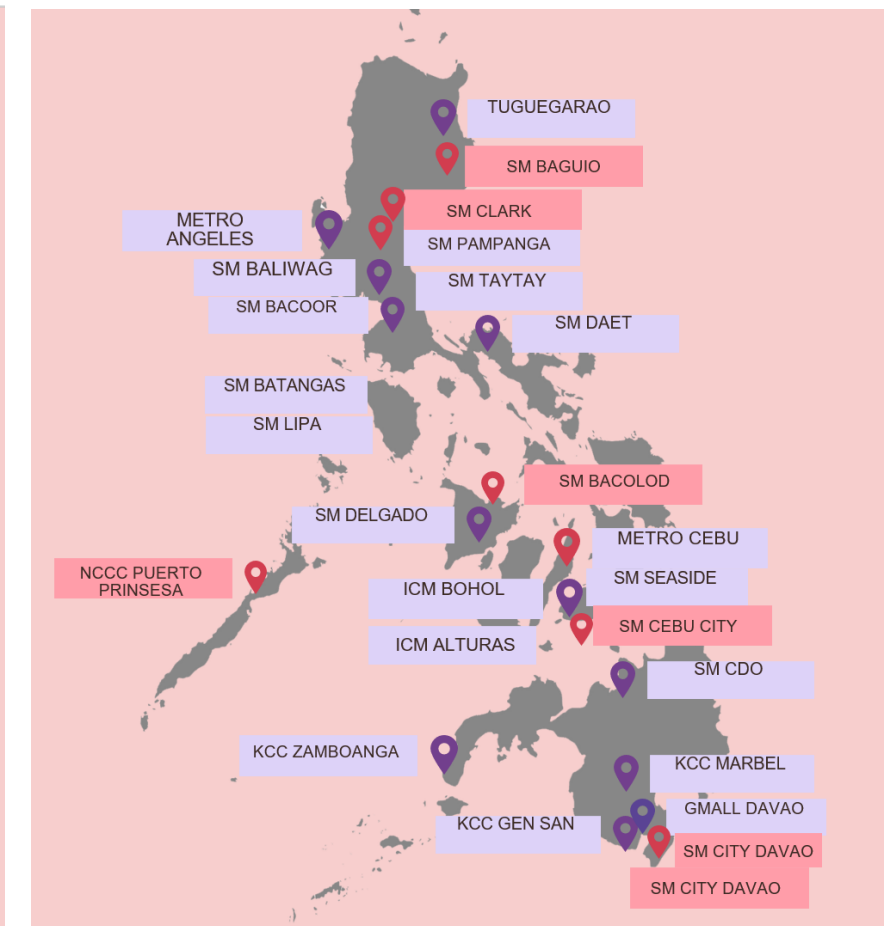 TUGUEGARAO
SM BAGUIO
SM CLARK
METRO
ANGELES
SM PAMPANGA
SM BALIWAG
SM TAYTAY
SM BACOOR
SM DAET
SM BATANGAS
SM LIPA
SM BACOLOD
SM DELGADO
METRO CEBU
NCCC PUERTO
PRINSESA
ICM BOHOL
SM SEASIDE
SM CEBU CITY
ICM ALTURAS
SM CDO
KCC ZAMBOANGA
KCC MARBEL
GMALL DAVAO
KCC GEN SAN
SM CITY DAVAO
SM CITY DAVAO